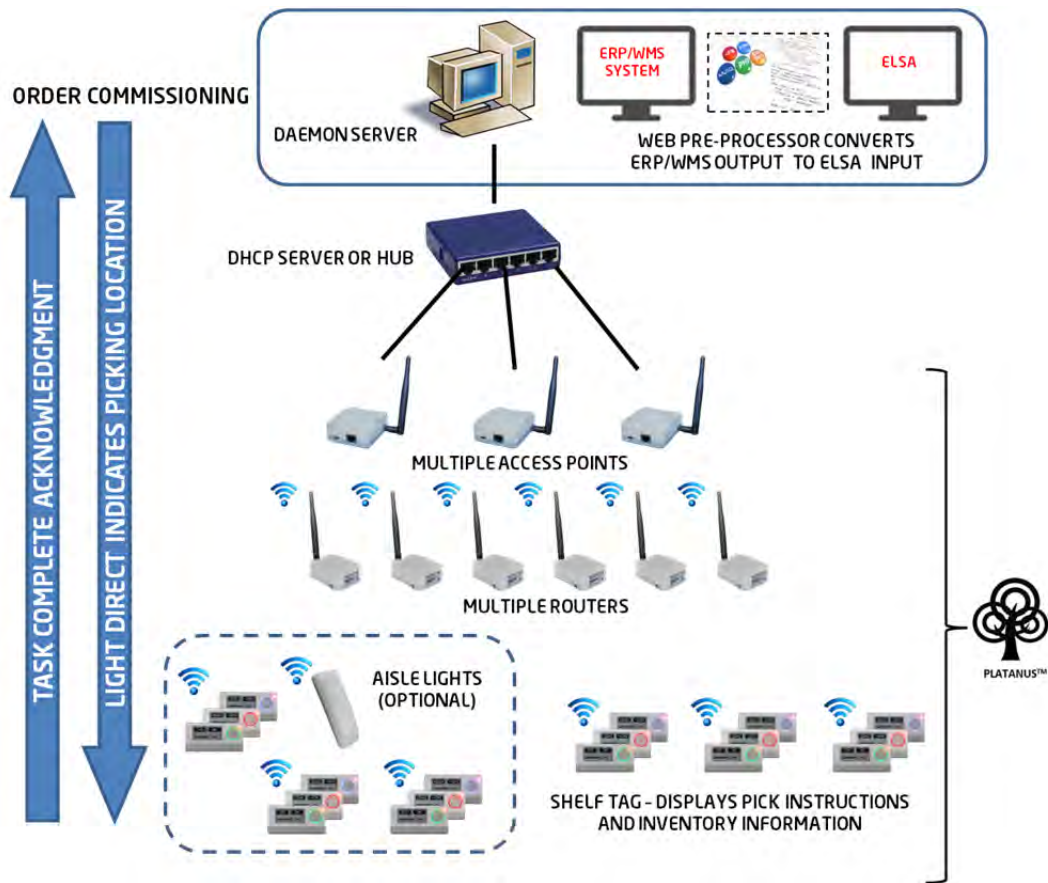 ORDER COMMISSIONING
DAEMON SERVER
ERP/WMS
SYSTEM
ELSA
WEB PRE-PROCESSOR CONVERTS
ERP/WMS OUTPUT TO ELSA INPUT
DHCP SERVER OR HUB
TASK COMPLETE ACKNOWLEDGMENT
LIGHT DIRECT INDICATES PICKING LOCATION
MULTIPLE ACCESS POINTS
MULTIPLE ROUTERS
AISLE LIGHTS
(OPTIONAL)
SHELF TAG – DISPLAYS PICK INSTRUCTIONS
AND INVENTORY INFORMATION
PLATANUS™